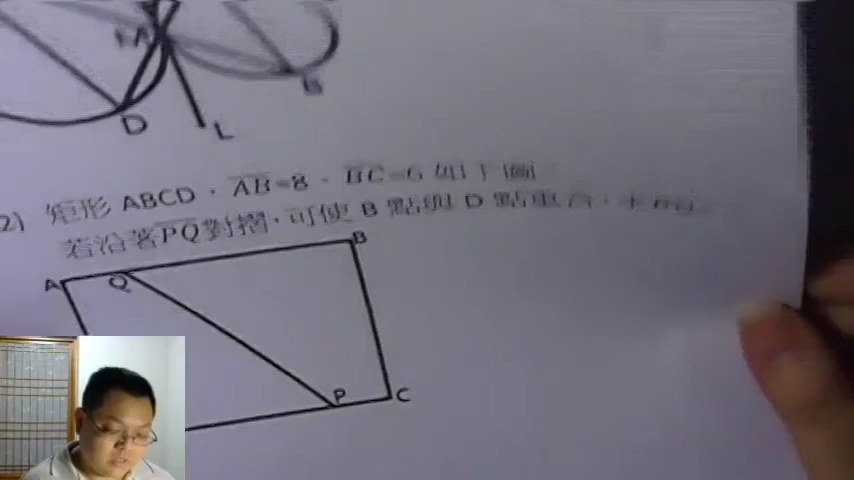 M
B
D
L
2) 矩形 ABCD，AB=8，BC=6 如下圖
若沿著PQ對摺，可使 B 點與 D 點重合，求
A Q B
P C